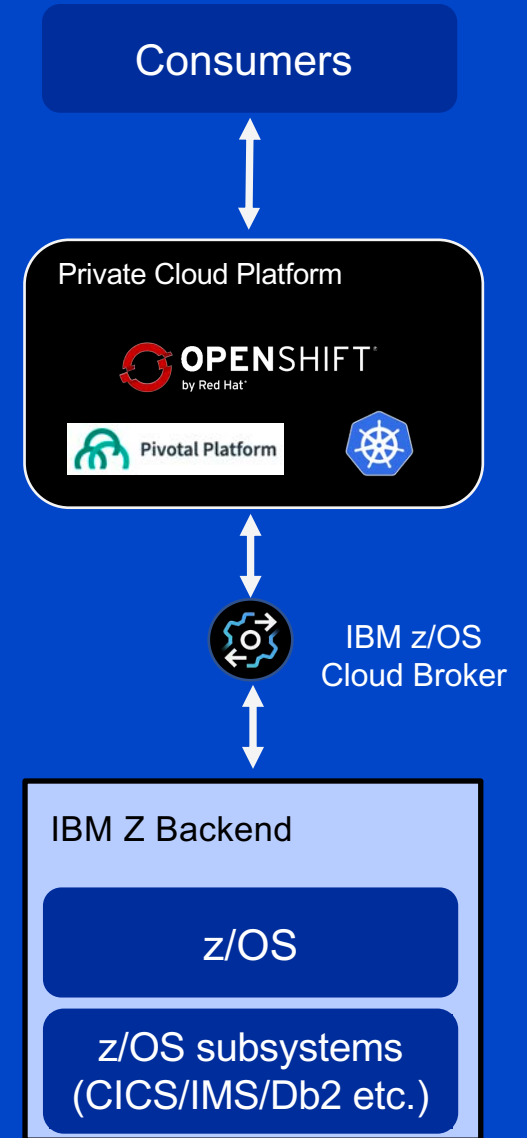 Consumers
Private Cloud Platform
OPENSHIFT
by Red Hat
Pivotal Platform
IBM z/OS
Cloud Broker
IBM Z Backend
z/OS
z/OS subsystems
(CICS/IMS/Db2 etc.)